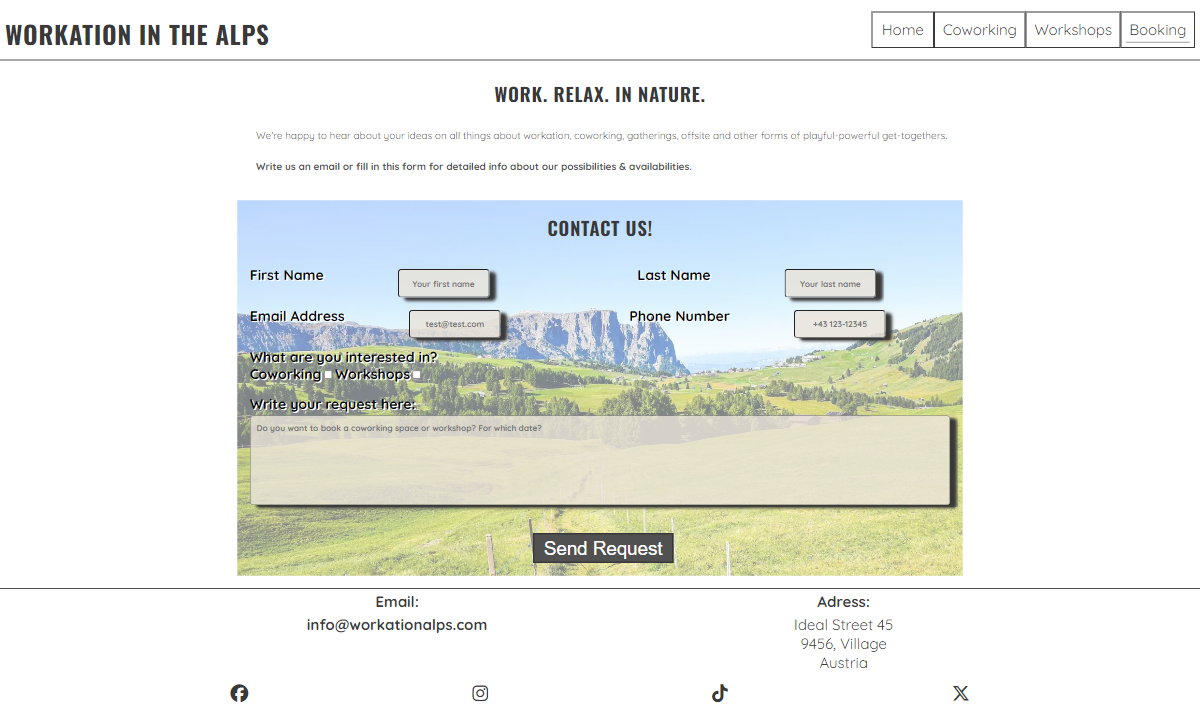 WORKATION IN THE ALPS
Home Coworking Workshops Booking
WORK. RELAX. IN NATURE.
We're happy to hear about your ideas on all things about workation, coworking, gatherings, offsite and other forms of playful-powerful get-togethers.
Write us an email or fill in this form for detailed info about our possibilities & availabilities.
CONTACT US!
First Name Your first name Last Name Your last name
Email Address test@test.com Phone Number +43 123-12345
What are you interested in?
Coworking Workshops
Write your request here:
Do you want to book a coworking space or workshop? For which date?
Send Request
Email:
info@workationalps.com
Adress:
Ideal Street 45
9456, Village
Austria